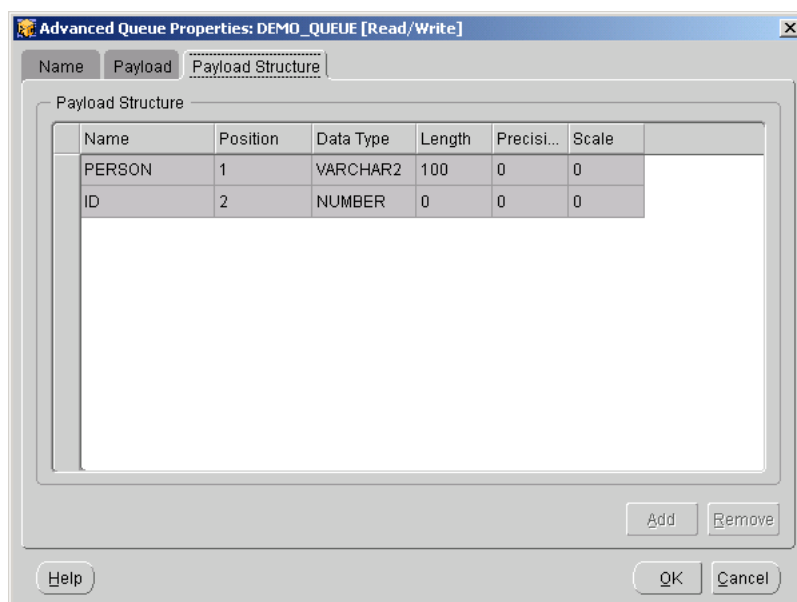 Advanced Queue Properties: DEMO_QUEUE [Read/Write]
Name Payload Payload Structure
Payload Structure
Name Position Data Type Length Precisi... Scale
PERSON 1 VARCHAR2 100 0 0
ID 2 NUMBER 0 0 0
Add Remove
Help OK Cancel